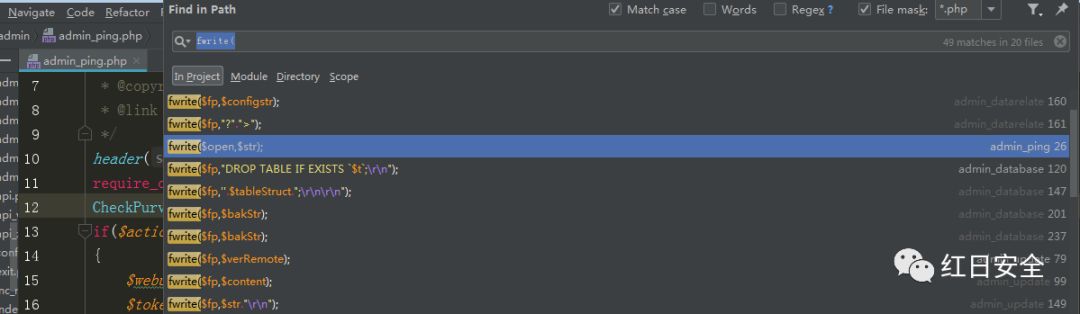 Navigate Code Refactor
Find in Path
Match case
Words
Regex ?
File mask:
*.php
admin
admin_ping.php
fwrite(
49 matches in 20 files
admin_ping.php
In Project Module Directory Scope
7 * @copyr
8 * @link
9 */
10 header(
11 require_o
12 CheckPurv
13 if($actio
14 {
15 $webu
16 $toke
fwrite($fp,$configstr);
admin_datarelate 160
fwrite($fp,"?".">");
admin_datarelate 161
fwrite($open,$str);
admin_ping 26
fwrite($fp,"DROP TABLE IF EXISTS `$t`;\r\n");
admin_database 120
fwrite($fp,''.$tableStruct.";\r\n\r\n");
admin_database 147
fwrite($fp,$bakStr);
admin_database 201
fwrite($fp,$bakStr);
admin_database 237
fwrite($fp,$verRemote);
admin_update 79
fwrite($fp,$content);
admin_update 99
fwrite($fp,$str."\r\n");
admin_update 149
红日安全